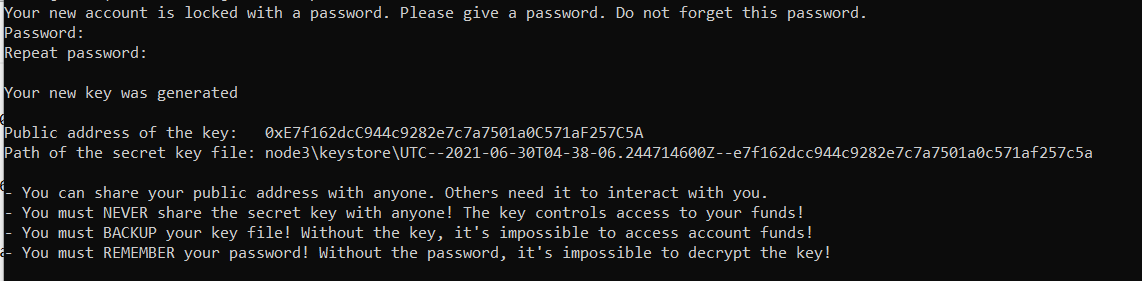 Your new account is locked with a password. Please give a password. Do not forget this password.
Password:
Repeat password:
Your new key was generated
Public address of the key:   0xE7f162dcC944c9282e7c7a7501a0C571aF257C5A
Path of the secret key file: node3\keystore\UTC--2021-06-30T04-38-06.244714600Z--e7f162dcc944c9282e7c7a7501a0c571af257c5a
- You can share your public address with anyone. Others need it to interact with you.
- You must NEVER share the secret key with anyone! The key controls access to your funds!
- You must BACKUP your key file! Without the key, it's impossible to access account funds!
- You must REMEMBER your password! Without the password, it's impossible to decrypt the key!